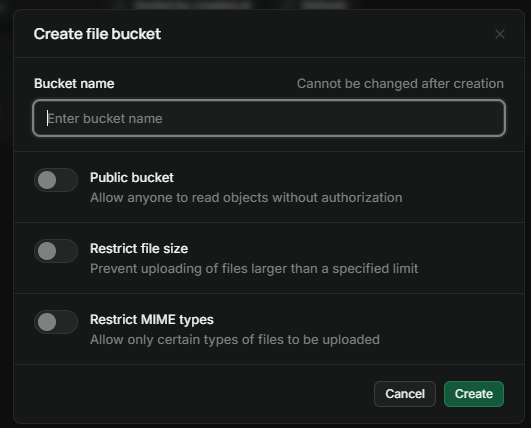 Create file bucket
Bucket name
Cannot be changed after creation
Enter bucket name
Public bucket
Allow anyone to read objects without authorization
Restrict file size
Prevent uploading of files larger than a specified limit
Restrict MIME types
Allow only certain types of files to be uploaded
Cancel
Create